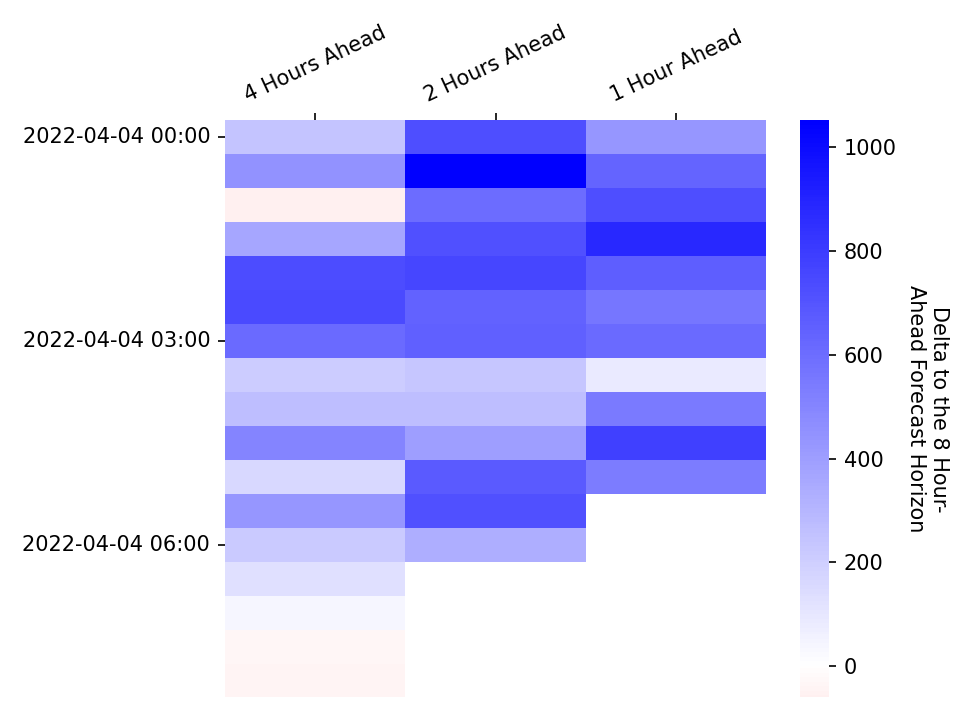 4 Hours Ahead
2 Hours Ahead
1 Hour Ahead
2022-04-04 00:00
2022-04-04 03:00
2022-04-04 06:00
1000
800
600
400
200
0
Delta to the 8 Hour-
Ahead Forecast Horizon